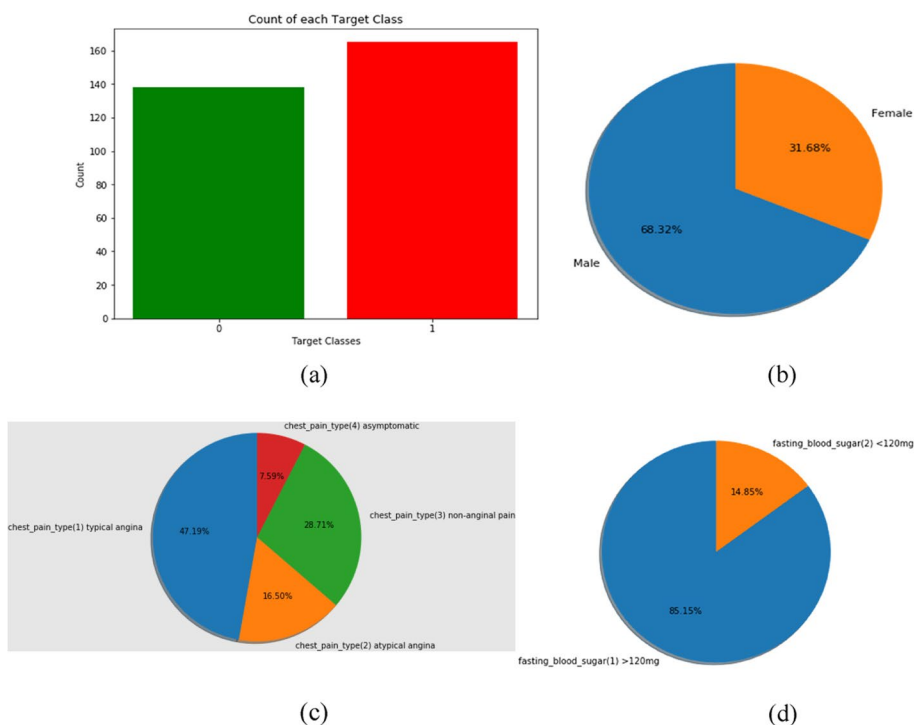 Count of each Target Class
160
140
120
100
80
60
40
20
0
Count
0 1
Target Classes
(a)
Female
31.68%
68.32%
Male
(b)
chest_pain_type(4) asymptomatic
7.59%
chest_pain_type(3) non-anginal pain
28.71%
chest_pain_type(1) typical angina
47.19%
16.50%
chest_pain_type(2) atypical angina
(c)
fasting_blood_sugar(2) <120mg
14.85%
85.15%
fasting_blood_sugar(1) >120mg
(d)